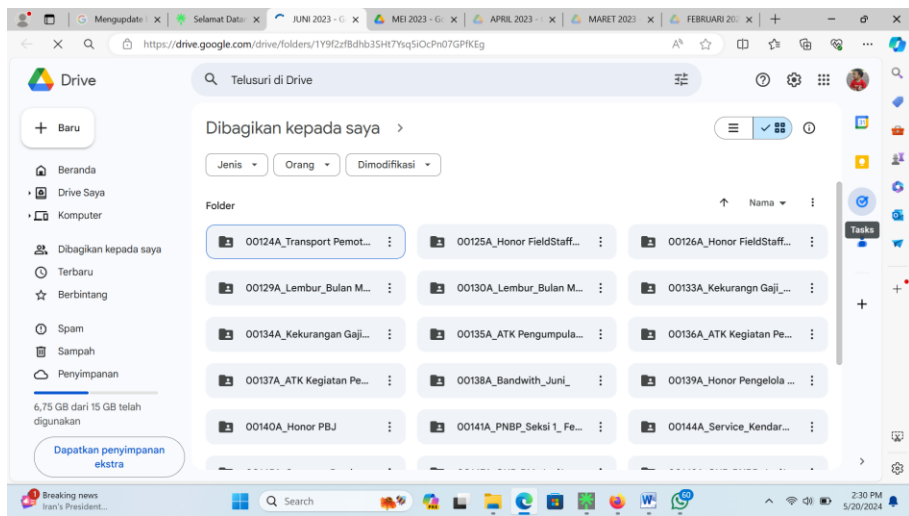 Mengupdate
Selamat Datar
JUNI 2023 - G
MEI 2023 - Go
APRIL 2023 -
MARET 2023
FEBRUARI 202
https://drive.google.com/drive/folders/1Y9f2zfBdhb3SHt7Ysq5iOcPn07GPfKEg
Drive
Telusuri di Drive
+ Baru
Dibagikan kepada saya >
Jenis
Orang
Dimodifikasi
Beranda
Drive Saya
Komputer
Dibagikan kepada saya
Terbaru
Berbintang
Spam
Sampah
Penyimpanan
6,75 GB dari 15 GB telah
digunakan
Dapatkan penyimpanan
ekstra
Folder
Nama
00124A_Transport Pemot...
00125A_Honor FieldStaff...
00126A_Honor FieldStaff...
00129A_Lembur_Bulan M...
00130A_Lembur_Bulan M...
00133A_Kekurangn Gaji_...
00134A_Kekurangan Gaji...
00135A_ATK Pengumpula...
00136A_ATK Kegiatan Pe...
00137A_ATK Kegiatan Pe...
00138A_Bandwith_Juni_
00139A_Honor Pengelola ...
00140A_Honor PBJ
00141A_PNBP_Seksi 1_ Fe...
00144A_Service_Kendar...
31
Tasks
Breaking news
Iran's President...
Search
60
2:30 PM
5/20/2024